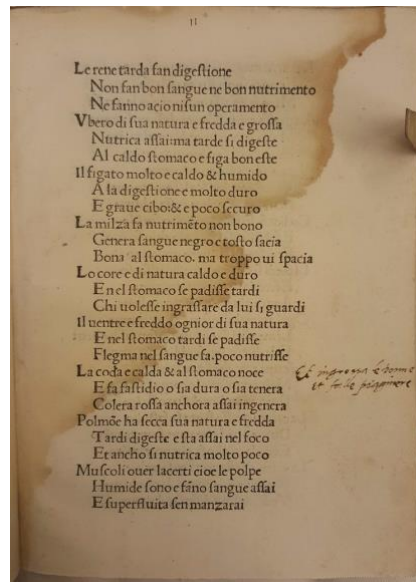 11
Le rene tarda fan digeſtione
Non fan bon ſangue ne bon nutrimento
Ne fanno acio niſun operamento
Vbero di ſua natura e fredda e groſſa
Nutrica aſſai:ma tarde ſi digeſte
Al caldo ſtomaco e ſiga bon eſte
Il figato molto e caldo & humido
A la digeſtione e molto duro
E graue cibo:& e poco ſecuro
La milza fa nutrimēto non bono
Genera ſangue negro e toſto ſacia
Bona al ſtomaco. ma troppo ui ſpacia
Lo core e di natura caldo e duro
E nel ſtomaco ſe padiſſe tardi
Chi uoleſſe ingraſſare da lui ſi guardi
Il uentre e freddo ognior di ſua natura
E nel ſtomaco tardi ſe padiſſe
Flegma nel ſangue fa. poco nutriſſe
La coda e calda & al ſtomaco noce
E fa faſtidio o ſia dura o ſia tenera
Colera roſſa anchora aſſai ingenera
Polmōe ha ſecca ſua natura e fredda
Tardi digeſte e ſta aſſai nel foco
Et ancho ſi nutrica molto poco
Muſcoli ouer lacerti cioe le polpe
Humide ſono e fāno ſangue aſſai
E ſuperfluita ſen manzarai